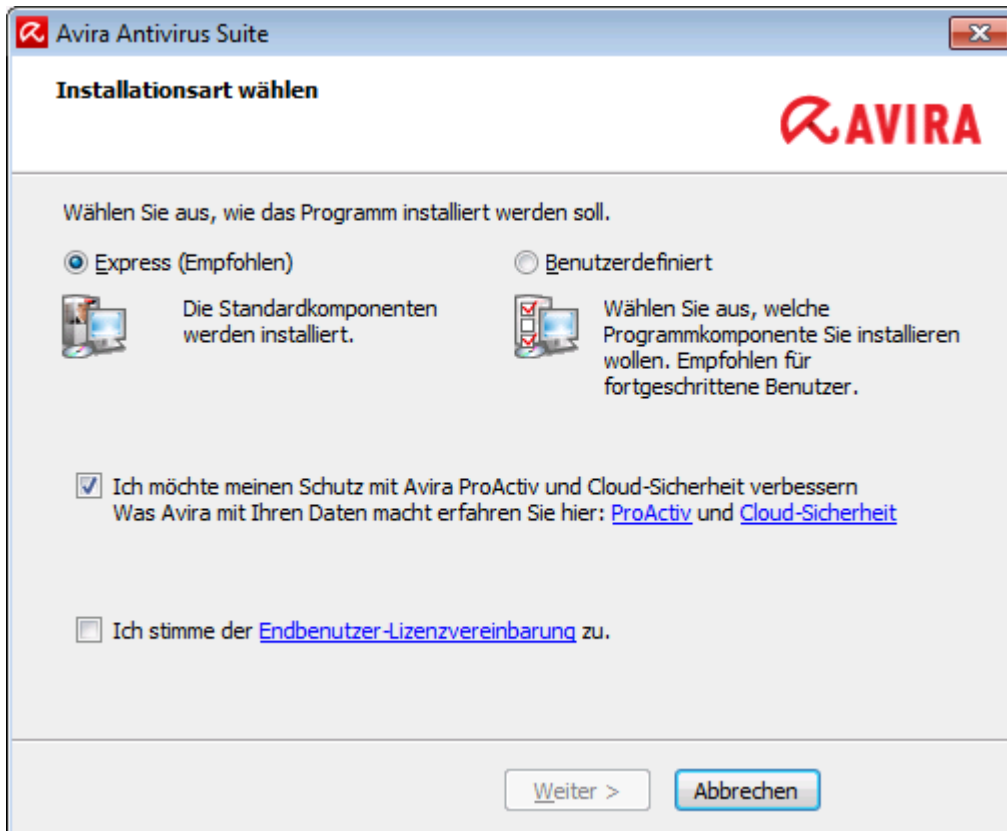 Avira Antivirus Suite
Installationsart wählen
AVIRA
Wählen Sie aus, wie das Programm installiert werden soll.
Express (Empfohlen)
Die Standardkomponenten
werden installiert.
Benutzerdefiniert
Wählen Sie aus, welche
Programmkomponente Sie installieren
wollen. Empfohlen für
fortgeschrittene Benutzer.
Ich möchte meinen Schutz mit Avira ProActiv und Cloud-Sicherheit verbessern
Was Avira mit Ihren Daten macht erfahren Sie hier: ProActiv und Cloud-Sicherheit
Ich stimme der Endbenutzer-Lizenzvereinbarung zu.
Weiter >
Abbrechen